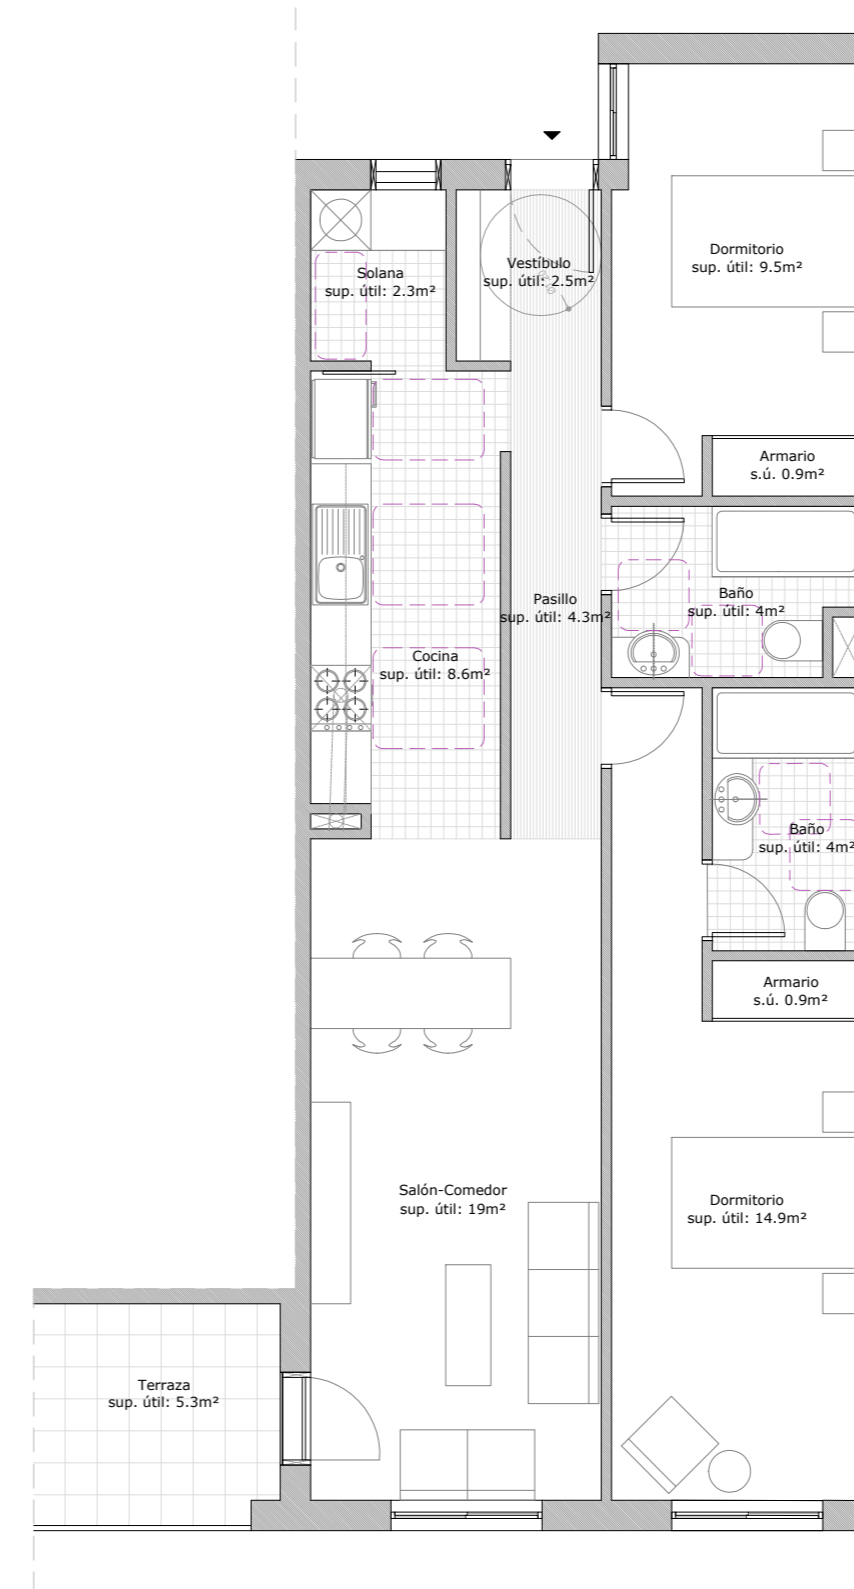 Dormitorio
sup. útil: 9.5m²
Vestíbulo
sup. útil: 2.5m²
Solana
sup. útil: 2.3m²
Armario
s.ú. 0.9m²
Pasillo
sup. útil: 4.3m²
Baño
sup. útil: 4m²
Cocina
sup. útil: 8.6m²
Baño
sup. útil: 4m²
Armario
s.ú. 0.9m²
Salón-Comedor
sup. útil: 19m²
Dormitorio
sup. útil: 14.9m²
Terraza
sup. útil: 5.3m²